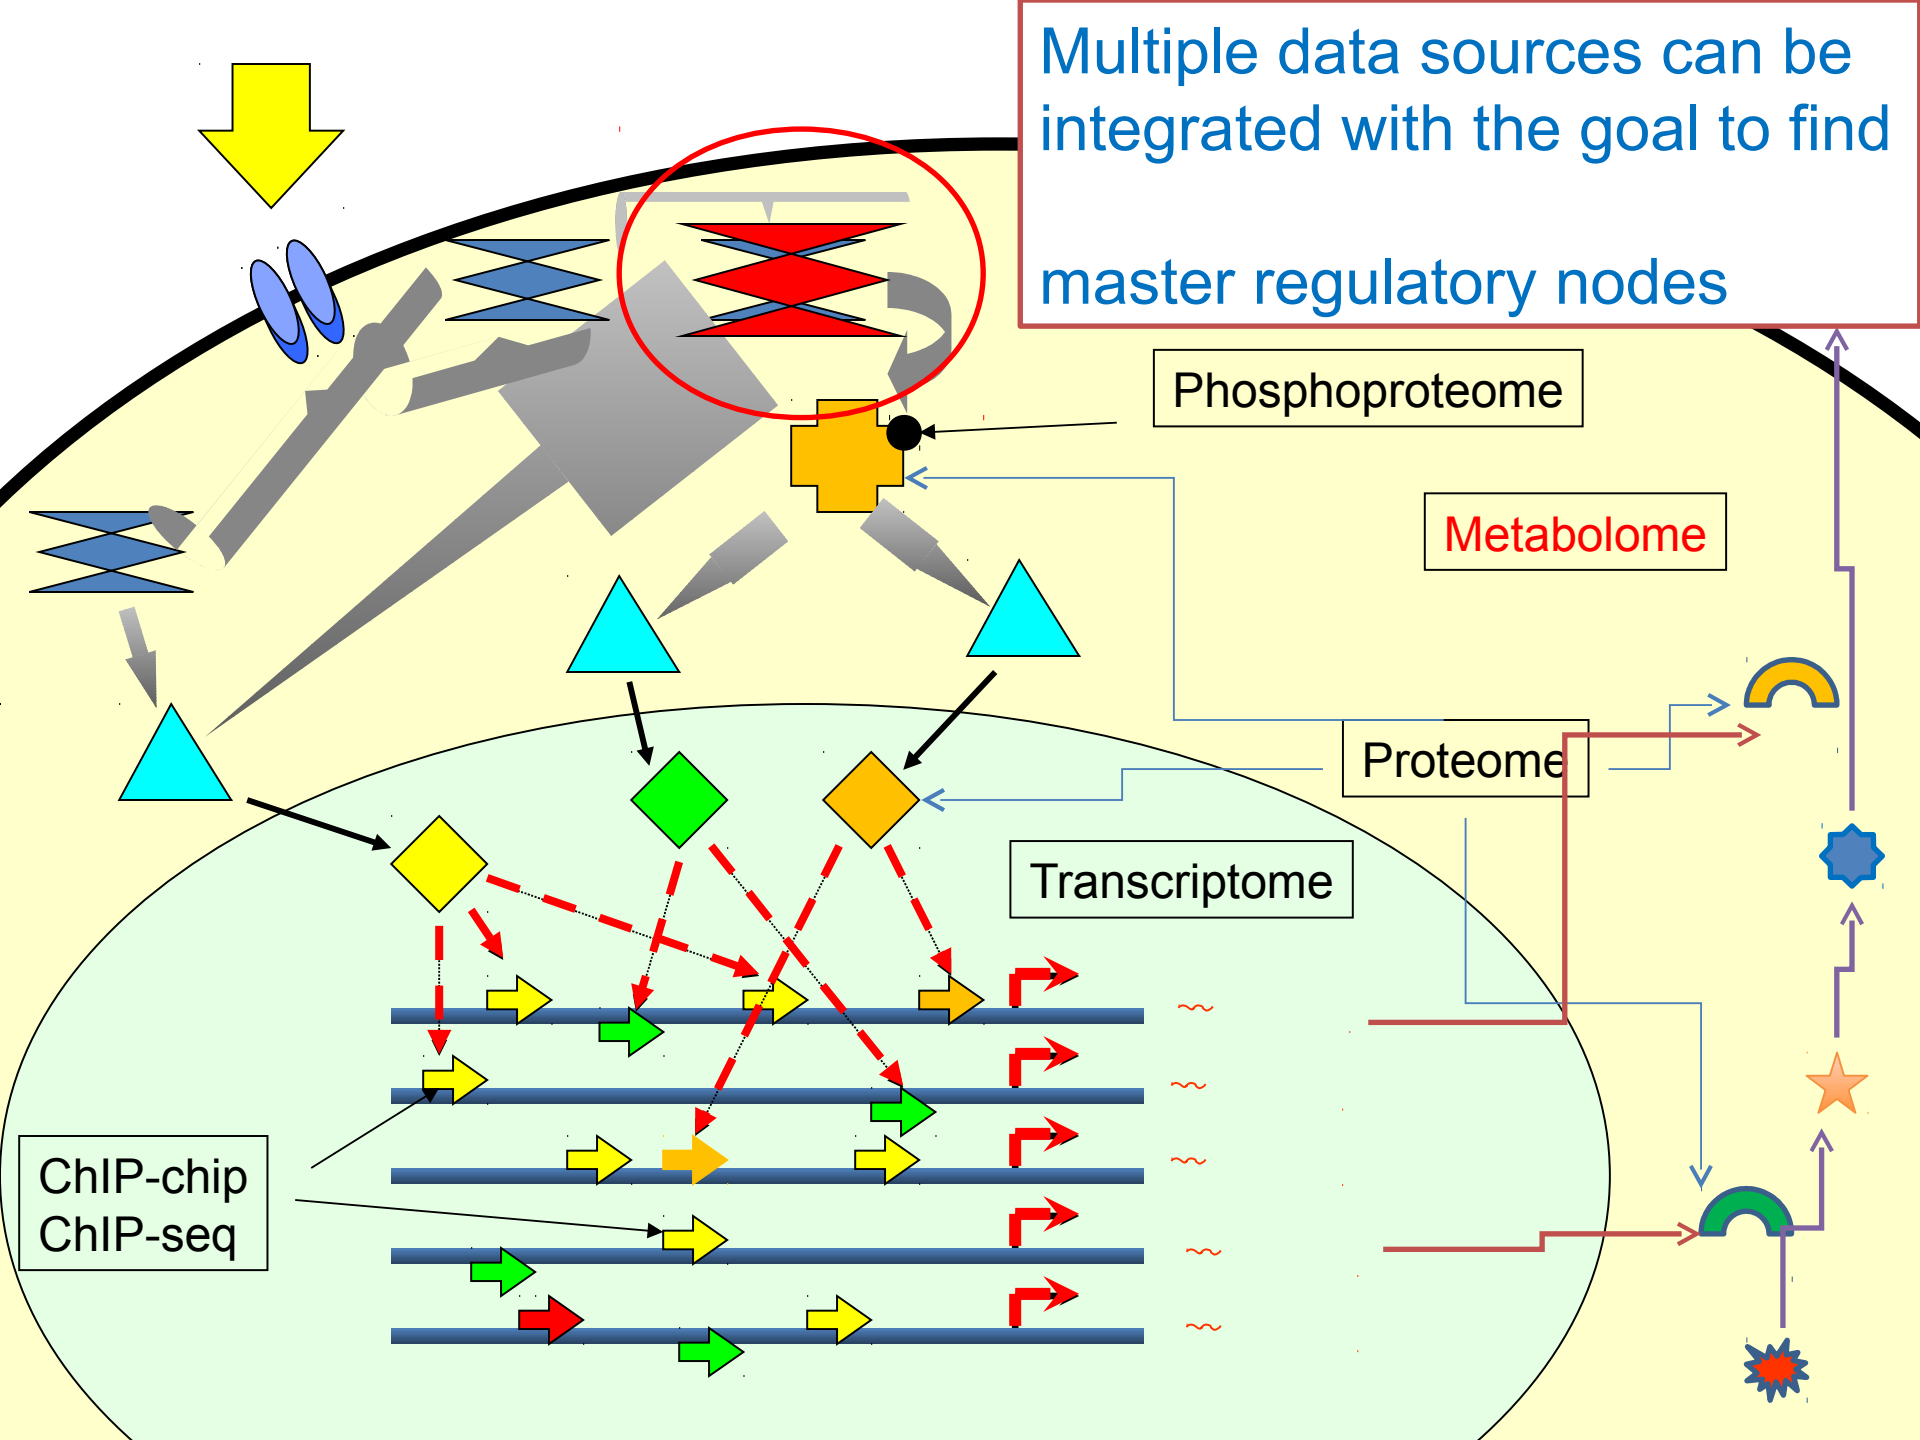 Multiple data sources can be
integrated with the goal to find
master regulatory nodes
Phosphoproteome
Metabolome
Proteome
Transcriptome
ChIP-chip
ChIP-seq